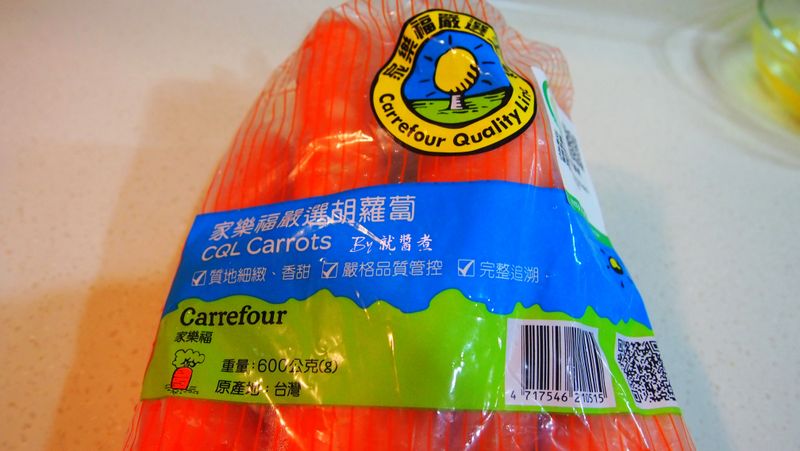 家樂福嚴選
Carrefour Quality Line
家樂福嚴選胡蘿蔔
CQL Carrots
By 就醬煮
☑質地細緻、香甜 ☑嚴格品質管控 ☑完整追溯
Carrefour
家樂福
重量:600公克(g)
原產地:台灣
4 717546 210515